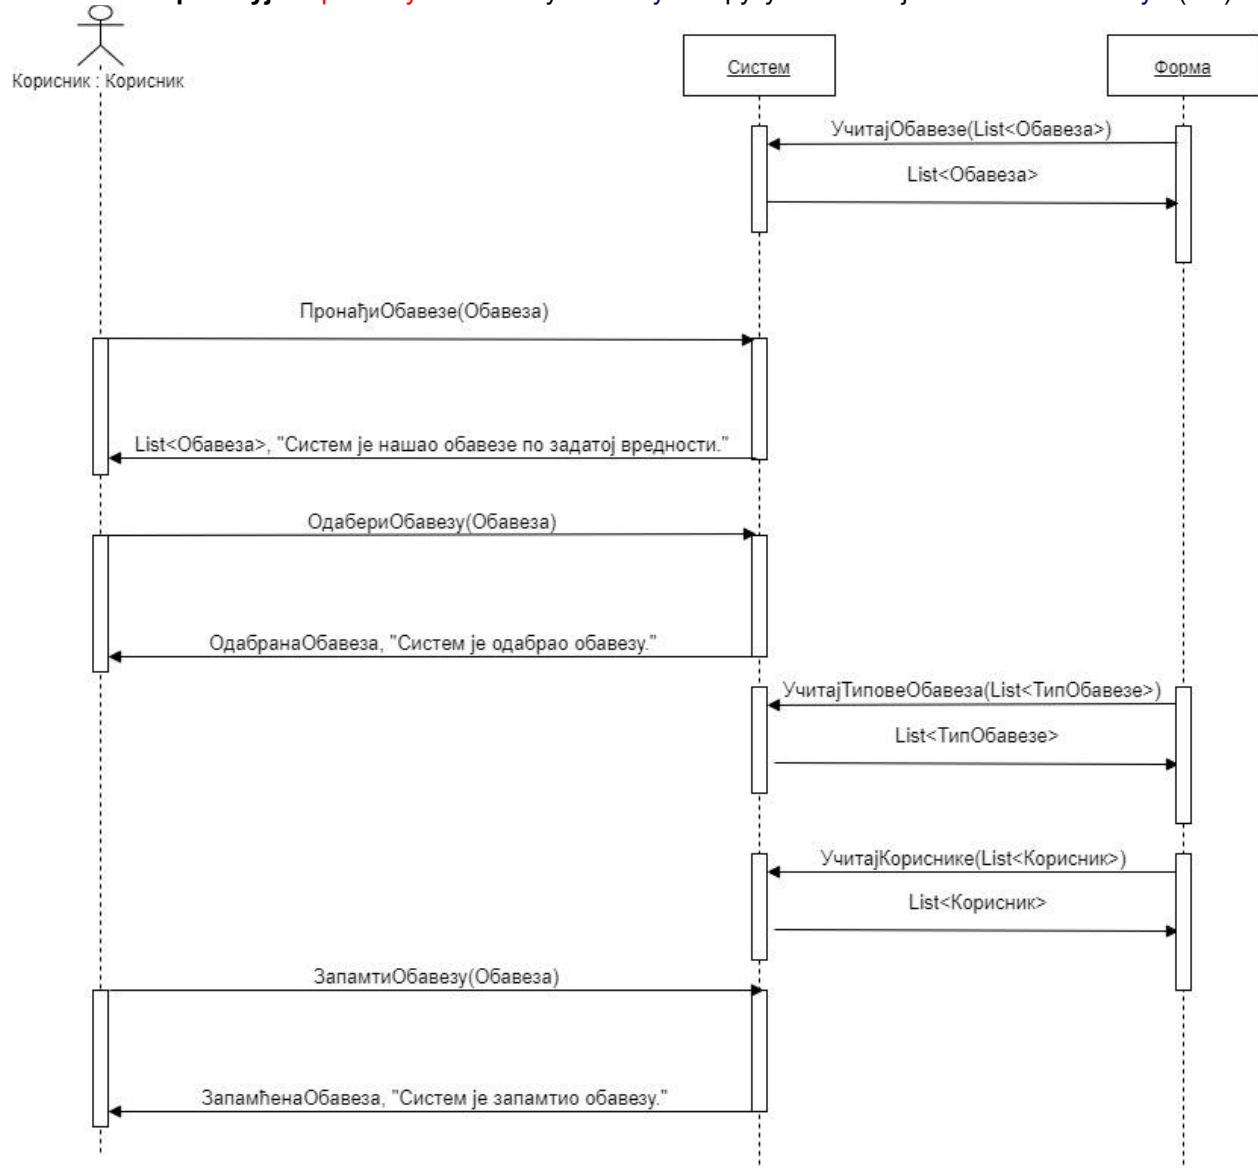 Корисник : Корисник
Систем
Форма
УчитајОбавезе(List<Обавеза>)
List<Обавеза>
ПронађиОбавезе(Обавеза)
List<Обавеза>, "Систем је нашао обавезе по задатој вредности."
ОдабериОбавезу(Обавеза)
ОдабранаОбавеза, "Систем је одабрао обавезу."
УчитајТиповеОбавеза(List<ТипОбавезе>)
List<ТипОбавезе>
УчитајКориснике(List<Корисник>)
List<Корисник>
ЗапамтиОбавезу(Обавеза)
ЗапамћенаОбавеза, "Систем је запамтио обавезу."